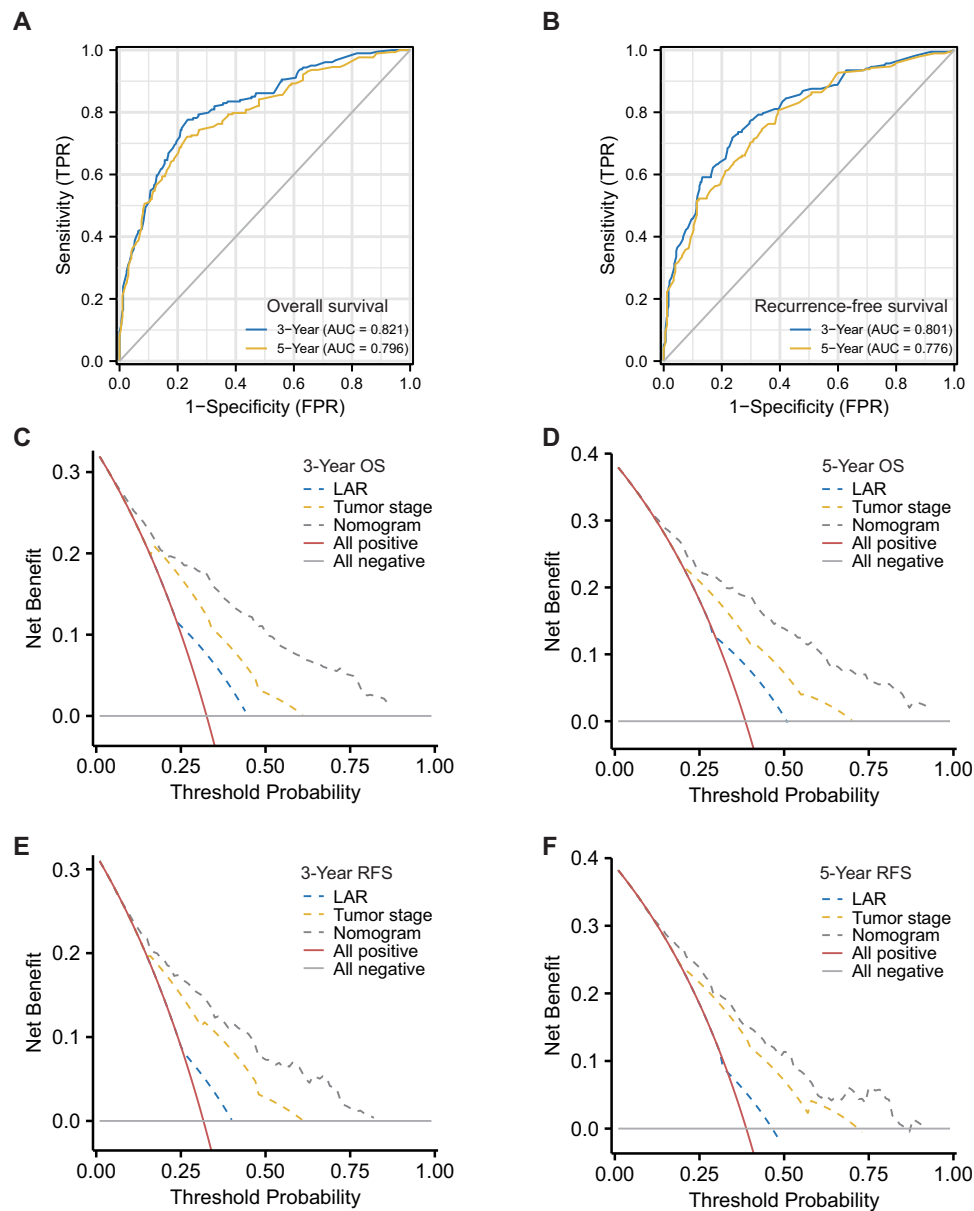 A
1.0
0.8
0.6
0.4
0.2
0.0
Sensitivity (TPR)
Overall survival
3-Year (AUC = 0.821)
5-Year (AUC = 0.796)
0.0 0.2 0.4 0.6 0.8 1.0
1−Specificity (FPR)
B
1.0
0.8
0.6
0.4
0.2
0.0
Sensitivity (TPR)
Recurrence-free survival
3-Year (AUC = 0.801)
5-Year (AUC = 0.776)
0.0 0.2 0.4 0.6 0.8 1.0
1−Specificity (FPR)
C
0.3
0.2
0.1
0.0
Net Benefit
3-Year OS
LAR
Tumor stage
Nomogram
All positive
All negative
0.00 0.25 0.50 0.75 1.00
Threshold Probability
D
0.4
0.3
0.2
0.1
0.0
Net Benefit
5-Year OS
LAR
Tumor stage
Nomogram
All positive
All negative
0.00 0.25 0.50 0.75 1.00
Threshold Probability
E
0.3
0.2
0.1
0.0
Net Benefit
3-Year RFS
LAR
Tumor stage
Nomogram
All positive
All negative
0.00 0.25 0.50 0.75 1.00
Threshold Probability
F
0.4
0.3
0.2
0.1
0.0
Net Benefit
5-Year RFS
LAR
Tumor stage
Nomogram
All positive
All negative
0.00 0.25 0.50 0.75 1.00
Threshold Probability